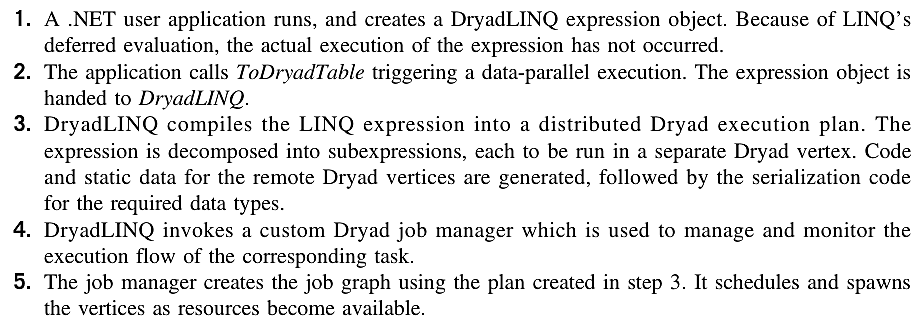 1. A .NET user application runs, and creates a DryadLINQ expression object. Because of LINQ's
deferred evaluation, the actual execution of the expression has not occurred.
2. The application calls ToDryadTable triggering a data-parallel execution. The expression object is
handed to DryadLINQ.
3. DryadLINQ compiles the LINQ expression into a distributed Dryad execution plan. The
expression is decomposed into subexpressions, each to be run in a separate Dryad vertex. Code
and static data for the remote Dryad vertices are generated, followed by the serialization code
for the required data types.
4. DryadLINQ invokes a custom Dryad job manager which is used to manage and monitor the
execution flow of the corresponding task.
5. The job manager creates the job graph using the plan created in step 3. It schedules and spawns
the vertices as resources become available.